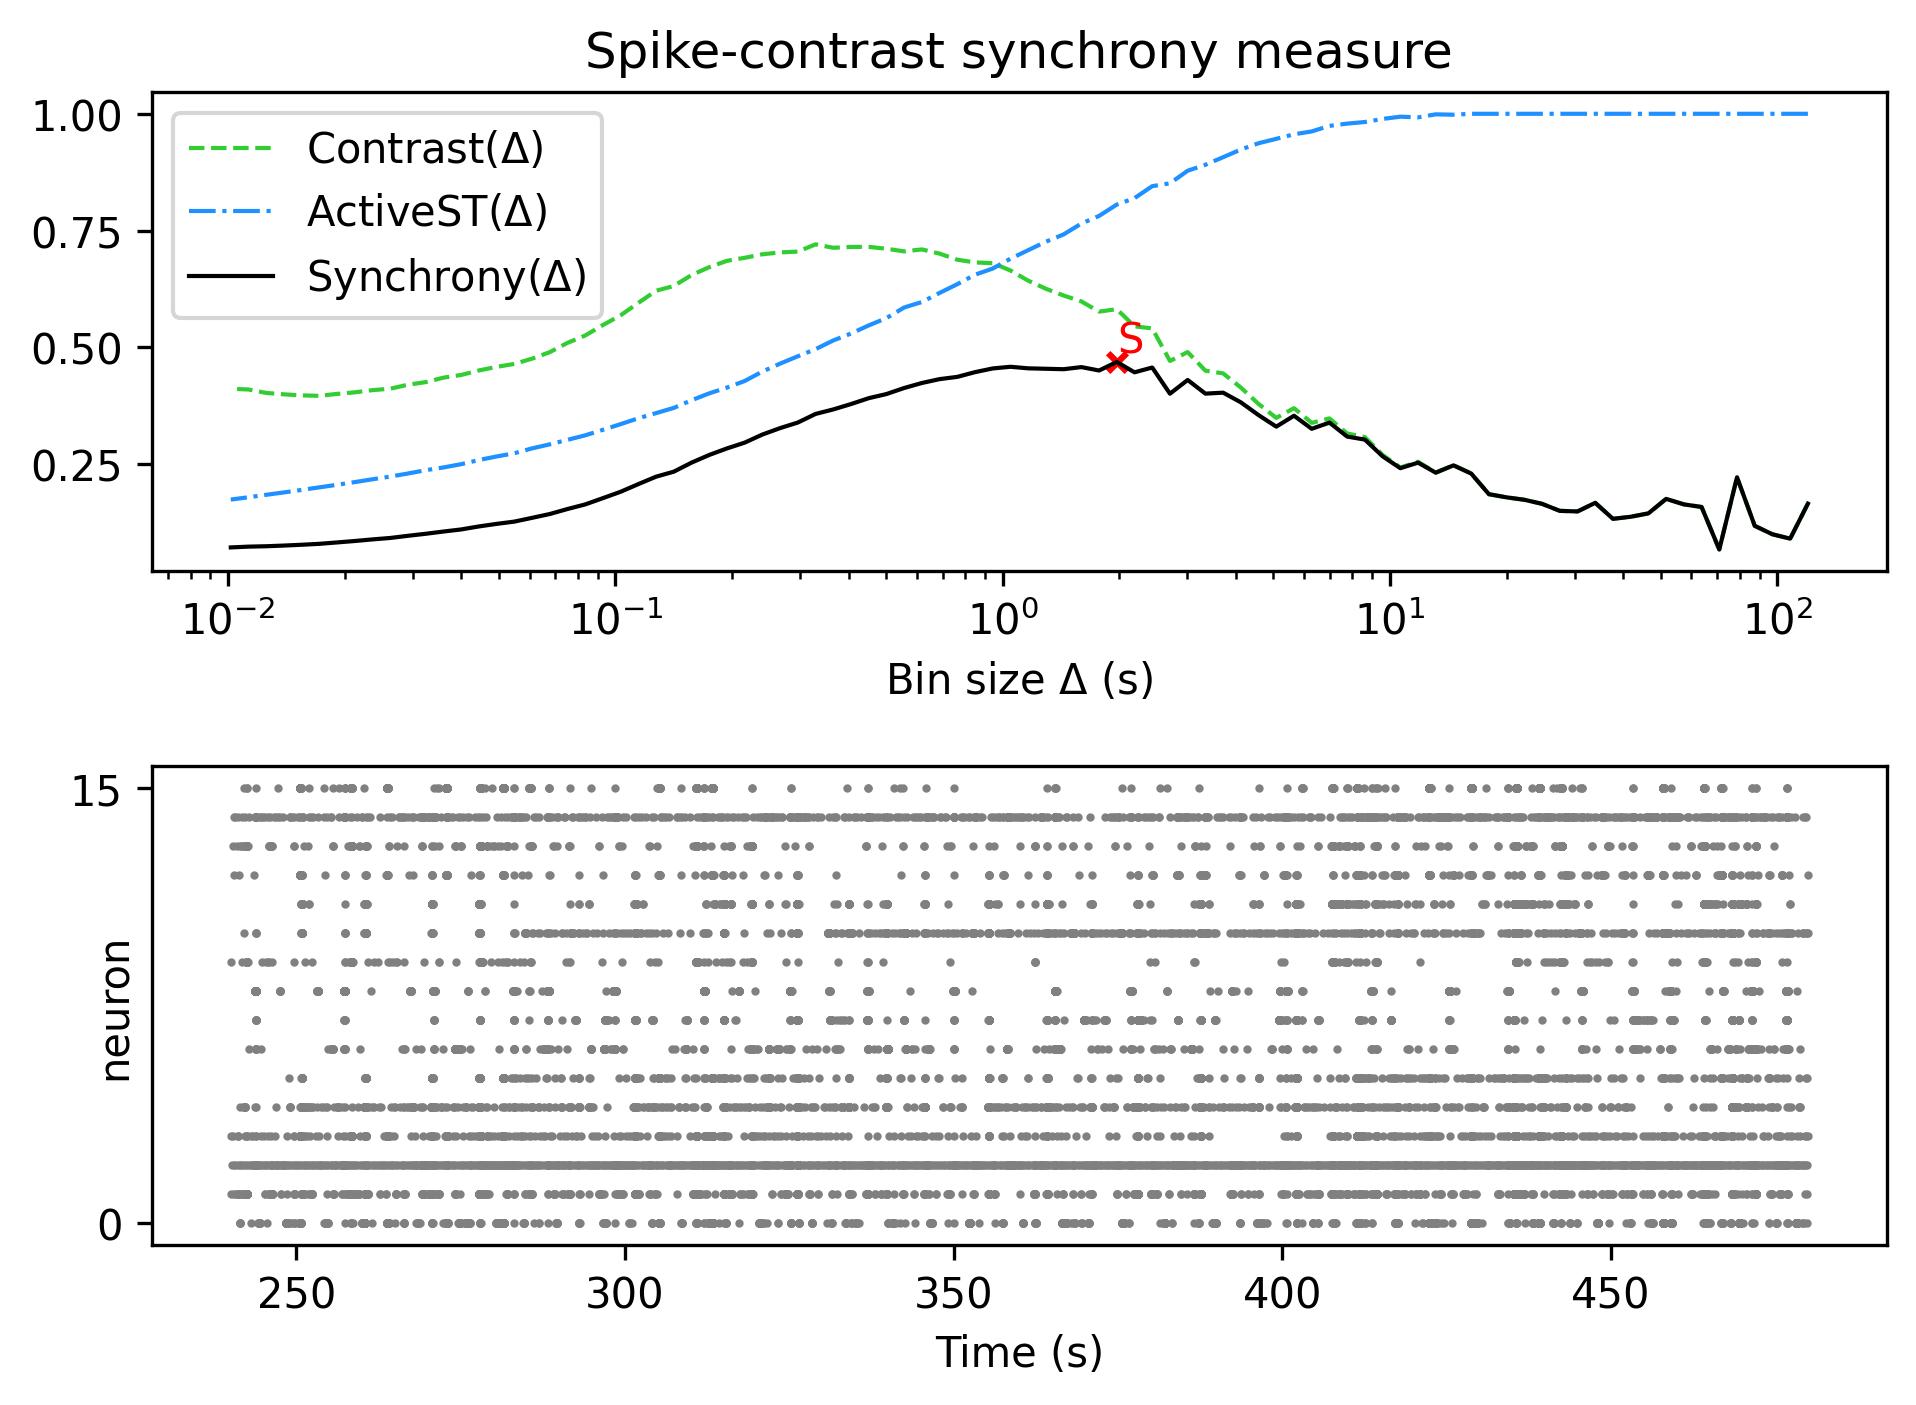 Spike-contrast synchrony measure
1.00
0.75
0.50
0.25
Contrast(Δ)
ActiveST(Δ)
Synchrony(Δ)
S
10⁻² 10⁻¹ 10⁰ 10¹ 10²
Bin size Δ (s)
15
0
neuron
250 300 350 400 450
Time (s)